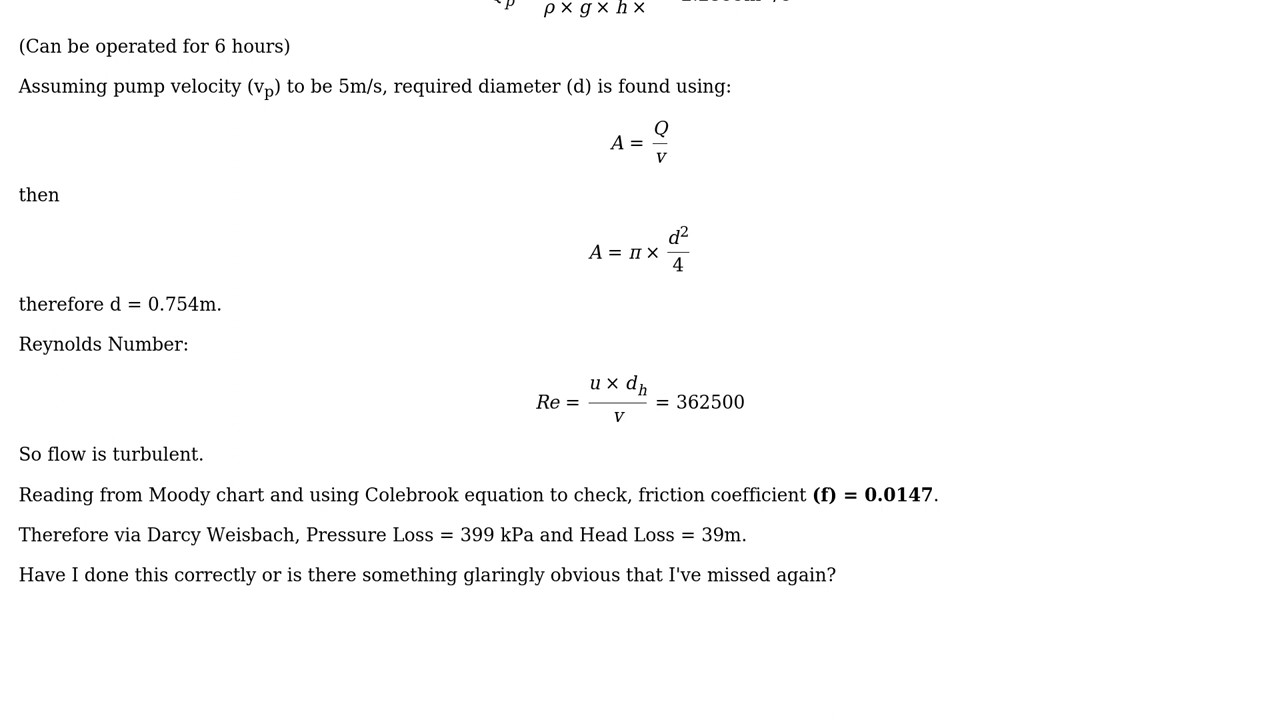 p ρ × g × h ×
(Can be operated for 6 hours)
Assuming pump velocity (vp) to be 5m/s, required diameter (d) is found using:
A = Q/v
then
A = π × d²/4
therefore d = 0.754m.
Reynolds Number:
Re = u × dh/v = 362500
So flow is turbulent.
Reading from Moody chart and using Colebrook equation to check, friction coefficient (f) = 0.0147.
Therefore via Darcy Weisbach, Pressure Loss = 399 kPa and Head Loss = 39m.
Have I done this correctly or is there something glaringly obvious that I've missed again?